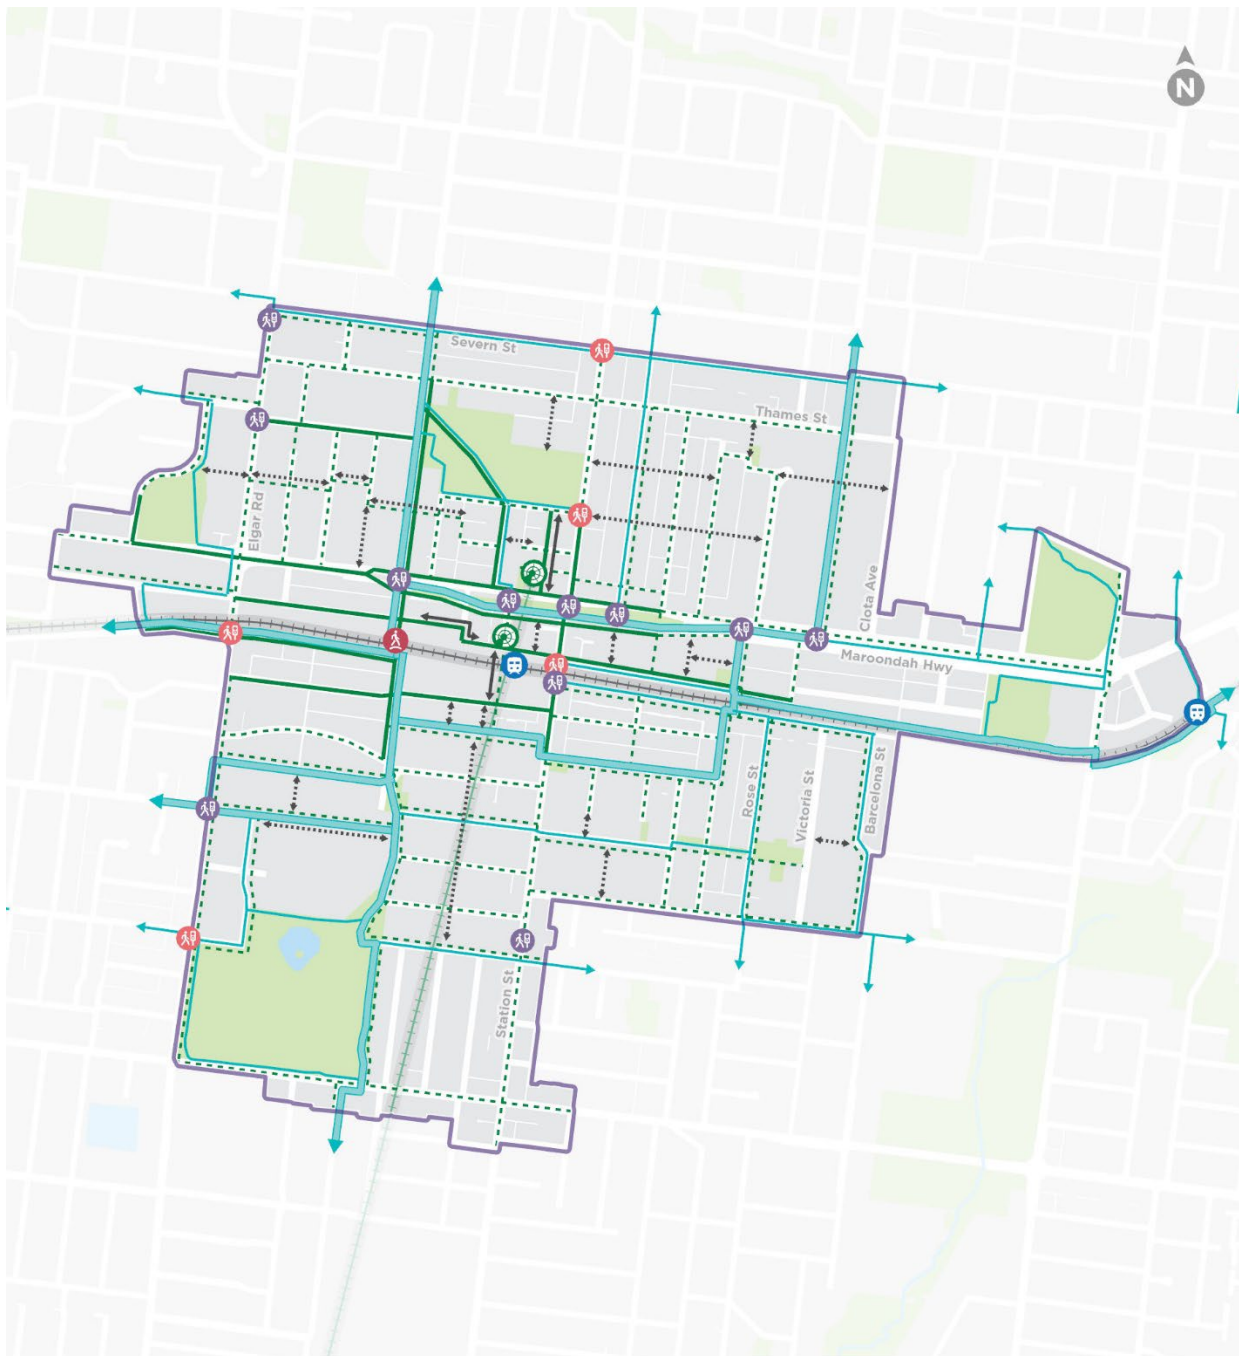 N
Severn St
Thames St
Elgar Rd
Clota Ave
Maroondah Hwy
Rose St
Victoria St
Barcelona St
Station St